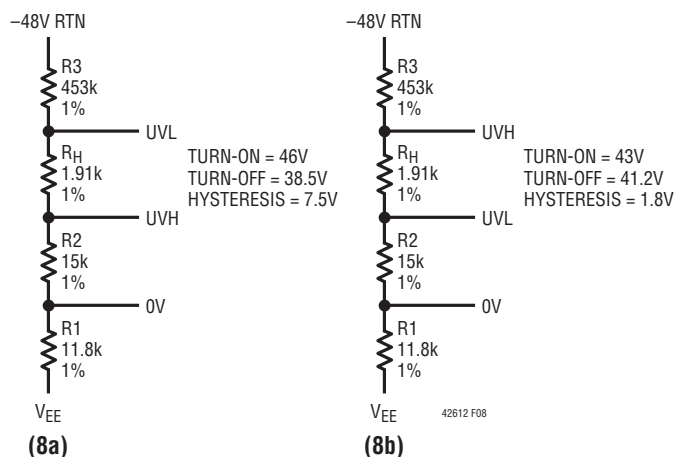 –48V RTN
R3
453k
1%
UVL
RH
1.91k
1%
TURN-ON = 46V
TURN-OFF = 38.5V
HYSTERESIS = 7.5V
UVH
R2
15k
1%
0V
R1
11.8k
1%
VEE
(8a)
–48V RTN
R3
453k
1%
UVH
RH
1.91k
1%
TURN-ON = 43V
TURN-OFF = 41.2V
HYSTERESIS = 1.8V
UVL
R2
15k
1%
0V
R1
11.8k
1%
VEE
42612 F08
(8b)